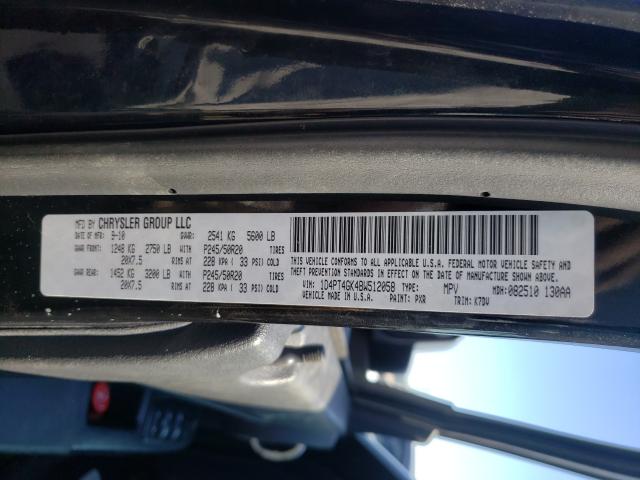 MFD BY CHRYSLER GROUP LLC
DATE OF MFR: 9-10 GVWR: 2541 KG 5600 LB
GAWR FRONT: 1248 KG 2750 LB WITH P245/50R20 TIRES
20X7.5 RIMS AT 228 KPA ( 33 PSI) COLD
GAWR REAR: 1452 KG 3200 LB WITH P245/50R20 TIRES
20X7.5 RIMS AT 228 KPA ( 33 PSI) COLD
THIS VEHICLE CONFORMS TO ALL APPLICABLE U.S.A. FEDERAL MOTOR VEHICLE SAFETY AND
THEFT PREVENTION STANDARDS IN EFFECT ON THE DATE OF MANUFACTURE SHOWN ABOVE.
VIN: 1D4PT4GK4BW512058 TYPE: MPV MDH: 082510 130AA
VEHICLE MADE IN U.S.A. PAINT: PXR TRIM: K7DV